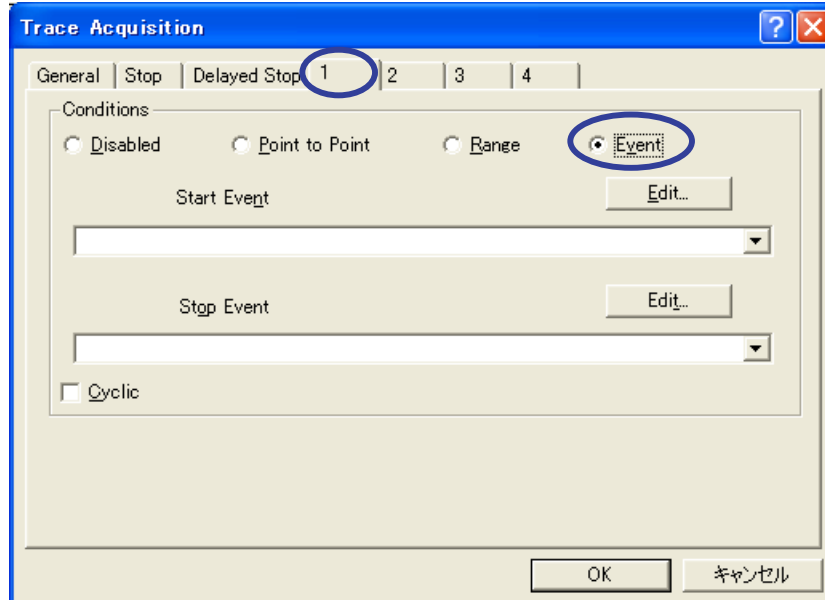 Trace Acquisition
General Stop Delayed Stop 1 2 3 4
Conditions
Disabled Point to Point Range Event
Start Event Edit...
Stop Event Edit...
Cyclic
OK キャンセル